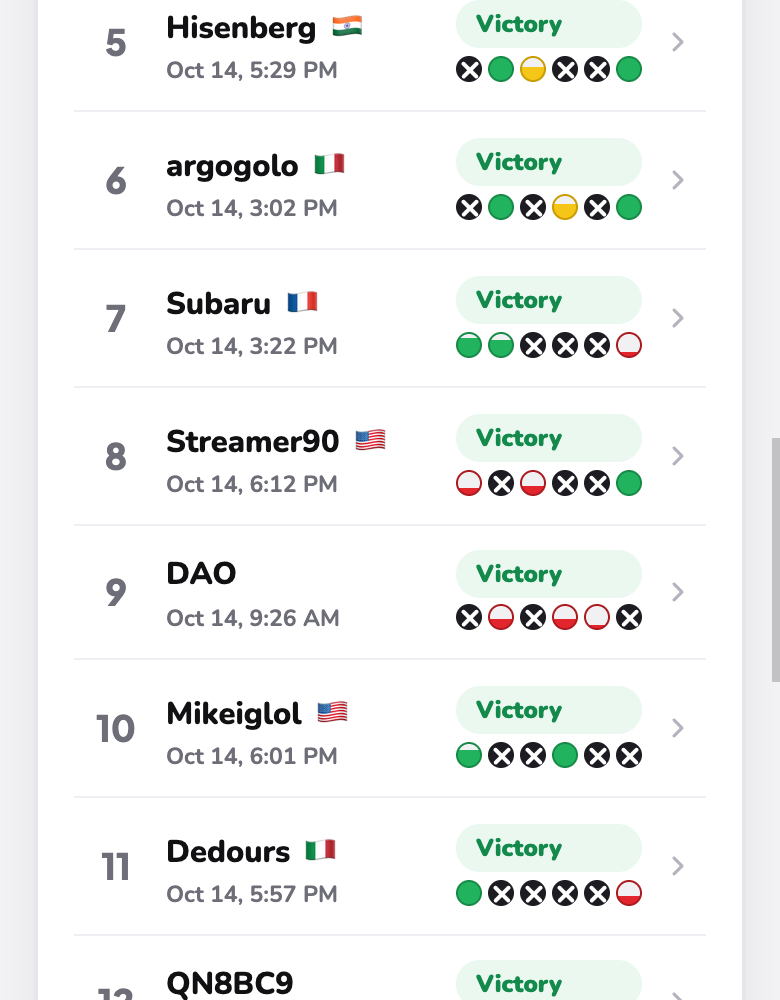 5
Hisenberg
Victory
Oct 14, 5:29 PM
6
argogolo
Victory
Oct 14, 3:02 PM
7
Subaru
Victory
Oct 14, 3:22 PM
8
Streamer90
Victory
Oct 14, 6:12 PM
9
DAO
Victory
Oct 14, 9:26 AM
10
Mikeiglol
Victory
Oct 14, 6:01 PM
11
Dedours
Victory
Oct 14, 5:57 PM
12
QN8BC9
Victory